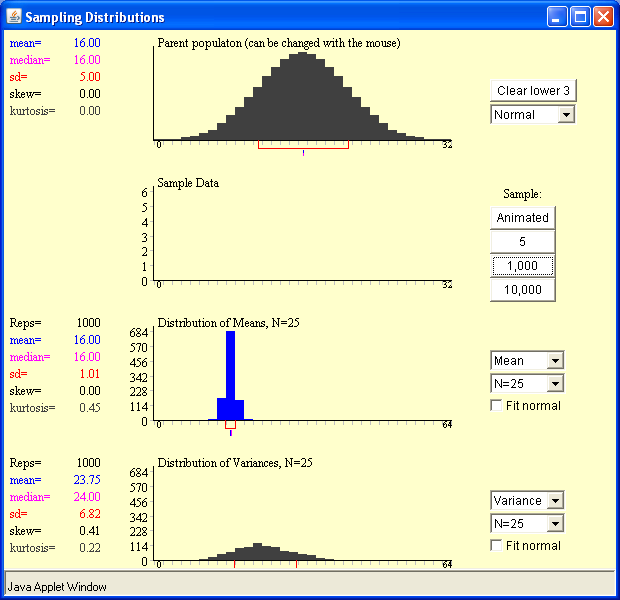 Sampling Distributions
mean= 16.00
median= 16.00
sd= 5.00
skew= 0.00
kurtosis= 0.00
Parent populaton (can be changed with the mouse)
0 32
Clear lower 3
Normal
Sample Data
6
5
4
3
2
1
0
0 32
Sample:
Animated
5
1,000
10,000
Reps= 1000
mean= 16.00
median= 16.00
sd= 1.01
skew= 0.00
kurtosis= 0.45
Distribution of Means, N=25
684
570
456
342
228
114
0
0 64
Mean
N=25
Fit normal
Reps= 1000
mean= 23.75
median= 24.00
sd= 6.82
skew= 0.41
kurtosis= 0.22
Distribution of Variances, N=25
684
570
456
342
228
114
0
0 64
Variance
N=25
Fit normal
Java Applet Window